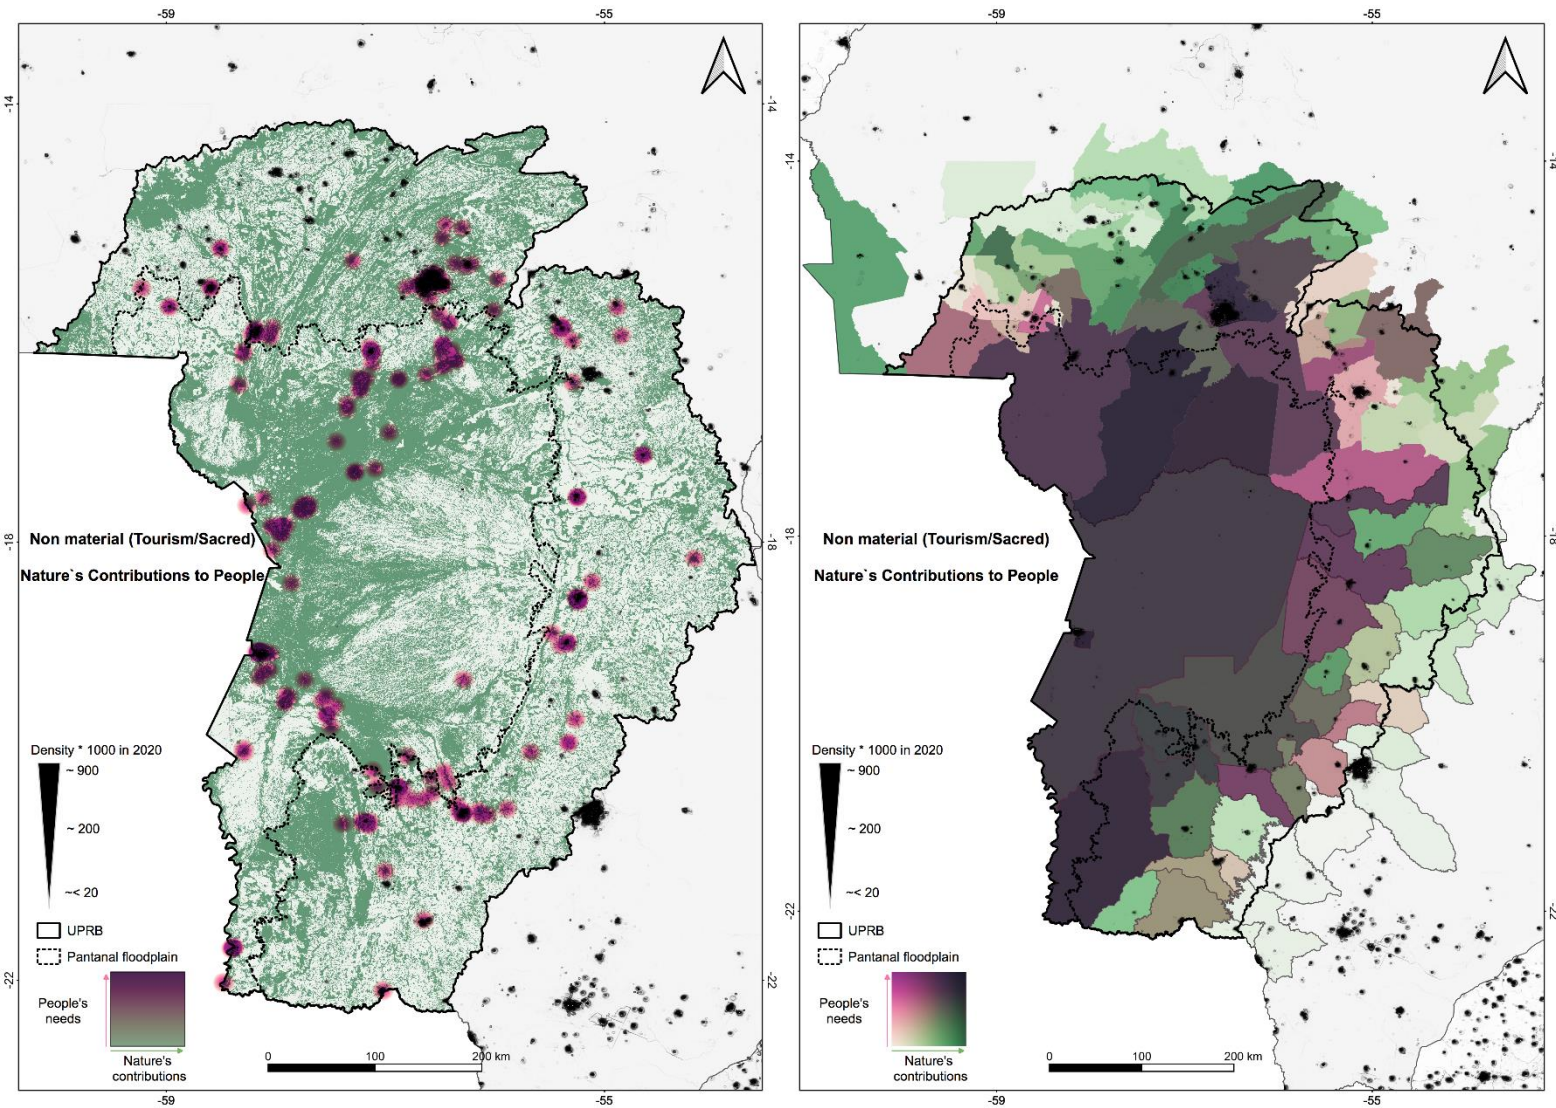 -59
-55
-14
-14
Non material (Tourism/Sacred)
-18
Nature`s Contributions to People
Density * 1000 in 2020
~ 900
~ 200
~< 20
UPRB
Pantanal floodplain
-22
-22
People's
needs
Nature's
contributions
0
100
200 km
-59
-55
-59
-55
-14
-14
Non material (Tourism/Sacred)
-18
-18
Nature`s Contributions to People
Density * 1000 in 2020
~ 900
~ 200
~< 20
UPRB
Pantanal floodplain
-22
-22
People's
needs
Nature's
contributions
0
100
200 km
-59
-55